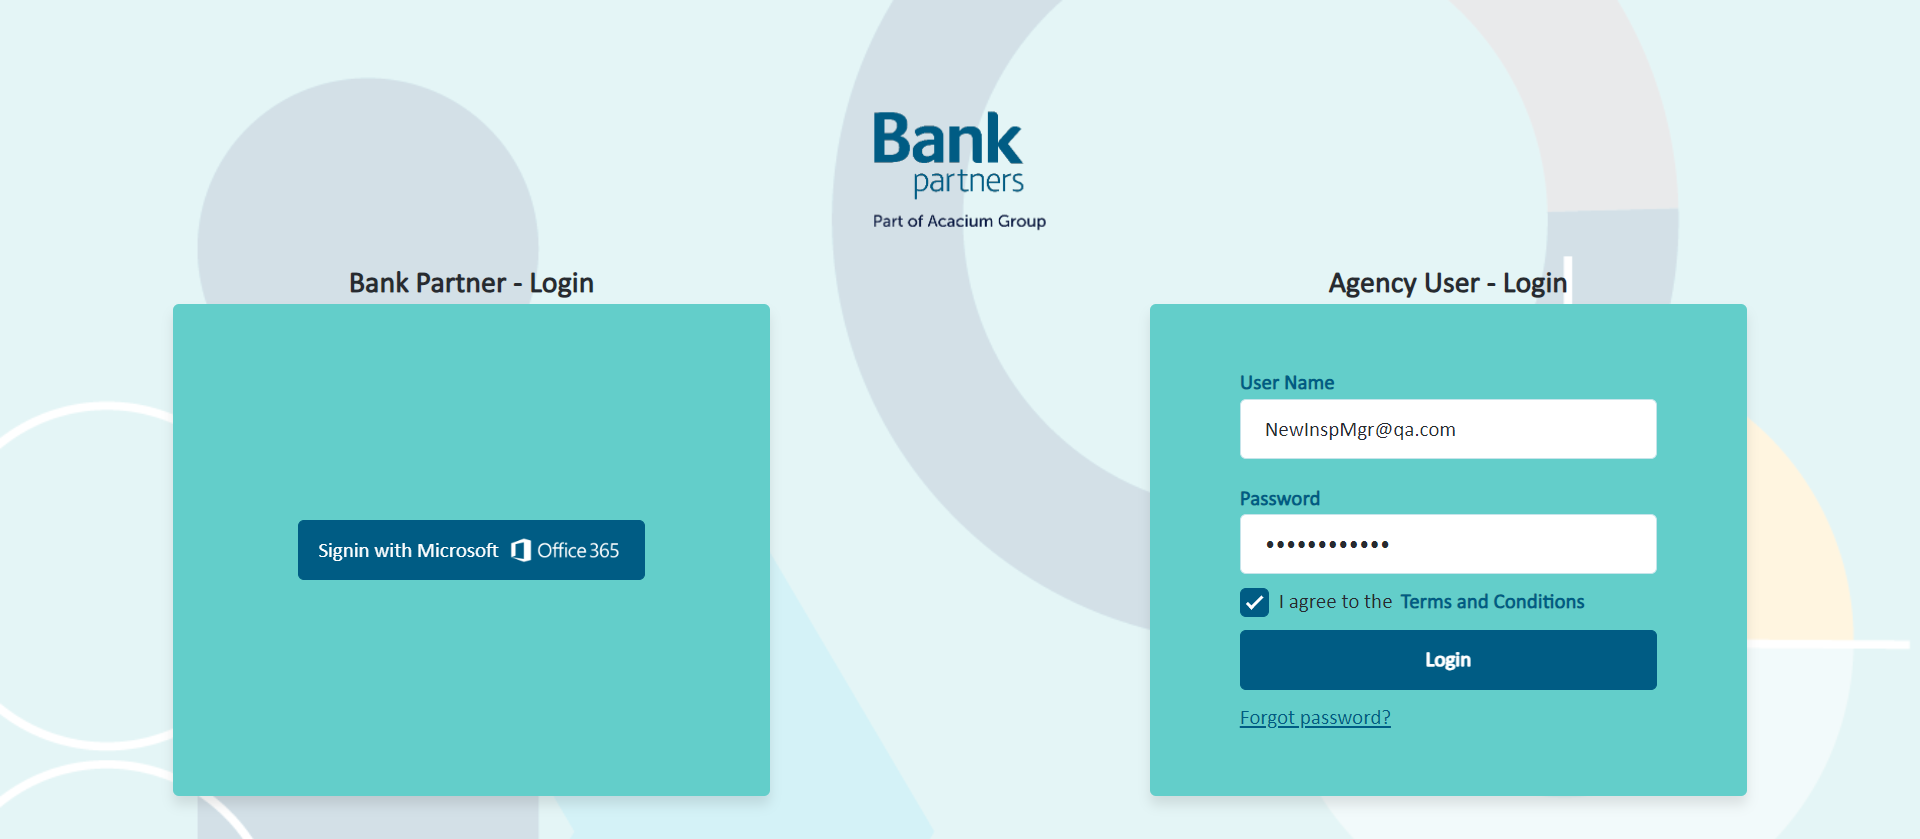 Bank
partners
Part of Acacium Group
Bank Partner - Login
Signin with Microsoft Office 365
Agency User - Login
User Name
NewInspMgr@qa.com
Password
••••••••••••
I agree to the Terms and Conditions
Login
Forgot password?